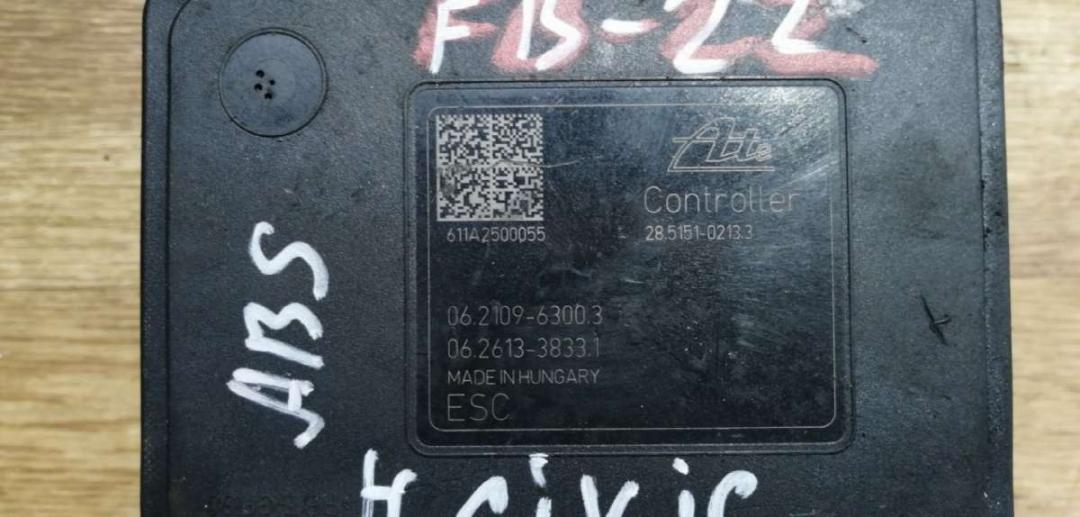 FB-22
Ate
Controller
611A2500055
28.5151-0213.3
06.2109-6300.3
06.2613-3833.1
MADE IN HUNGARY
ESC
ABS
civic